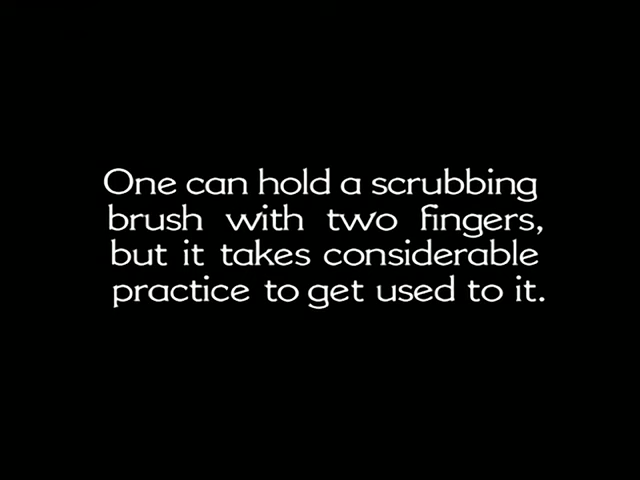 One can hold a scrubbing
brush with two fingers,
but it takes considerable
practice to get used to it.